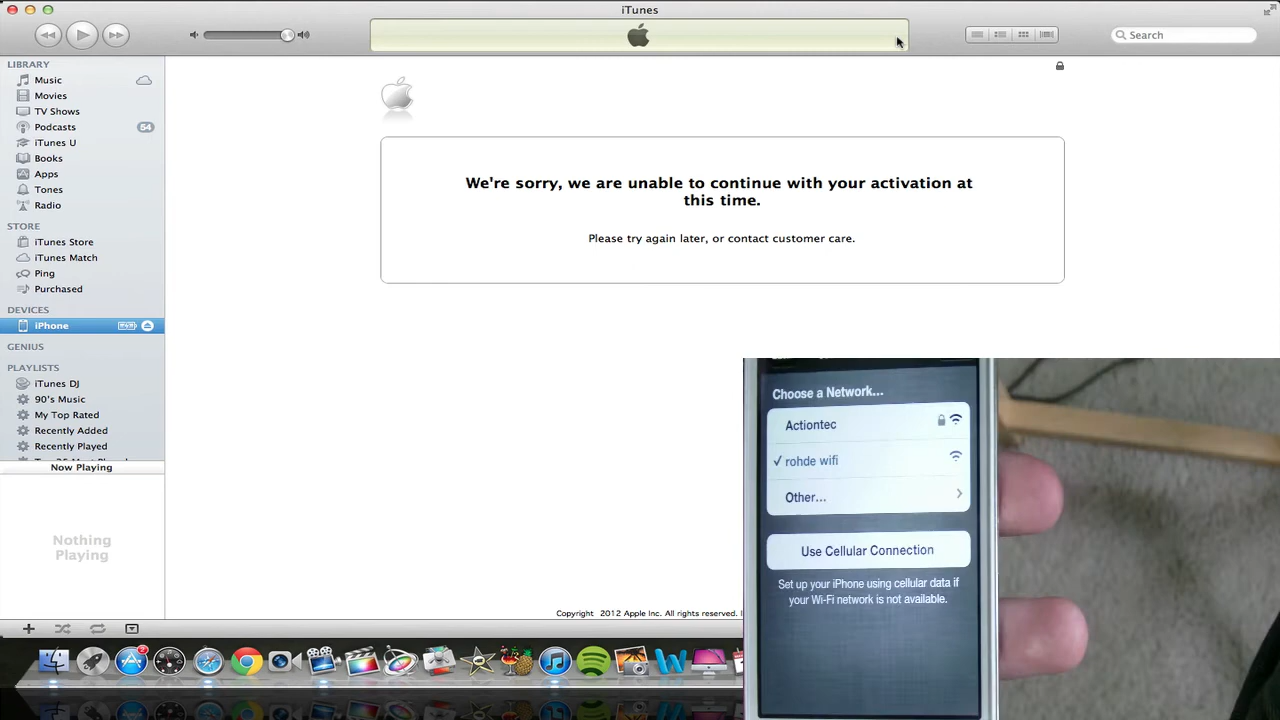 iTunes
Search
LIBRARY
Music
Movies
TV Shows
Podcasts 54
iTunes U
Books
Apps
Tones
Radio
STORE
iTunes Store
iTunes Match
Ping
Purchased
DEVICES
iPhone
GENIUS
PLAYLISTS
iTunes DJ
90's Music
My Top Rated
Recently Added
Recently Played
Now Playing
Nothing
Playing
We're sorry, we are unable to continue with your activation at
this time.
Please try again later, or contact customer care.
Copyright 2012 Apple Inc. All rights reserved.
Choose a Network...
Actiontec
✓ rohde wifi
Other...
Use Cellular Connection
Set up your iPhone using cellular data if
your Wi-Fi network is not available.